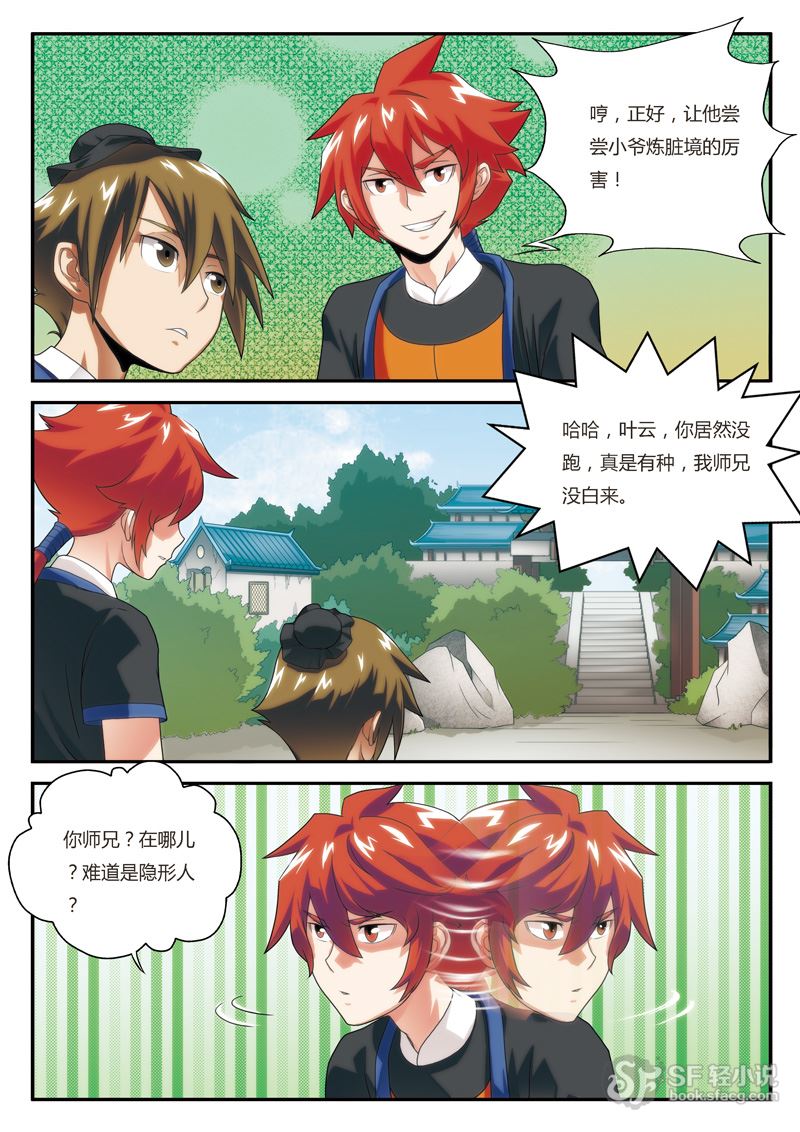 哼，正好，让他尝
尝小爷炼脏境的厉
害！
哈哈，叶云，你居然没
跑，真是有种，我师兄
没白来。
你师兄？在哪儿
？难道是隐形人
？
SF 轻小说
book.sfacg.com